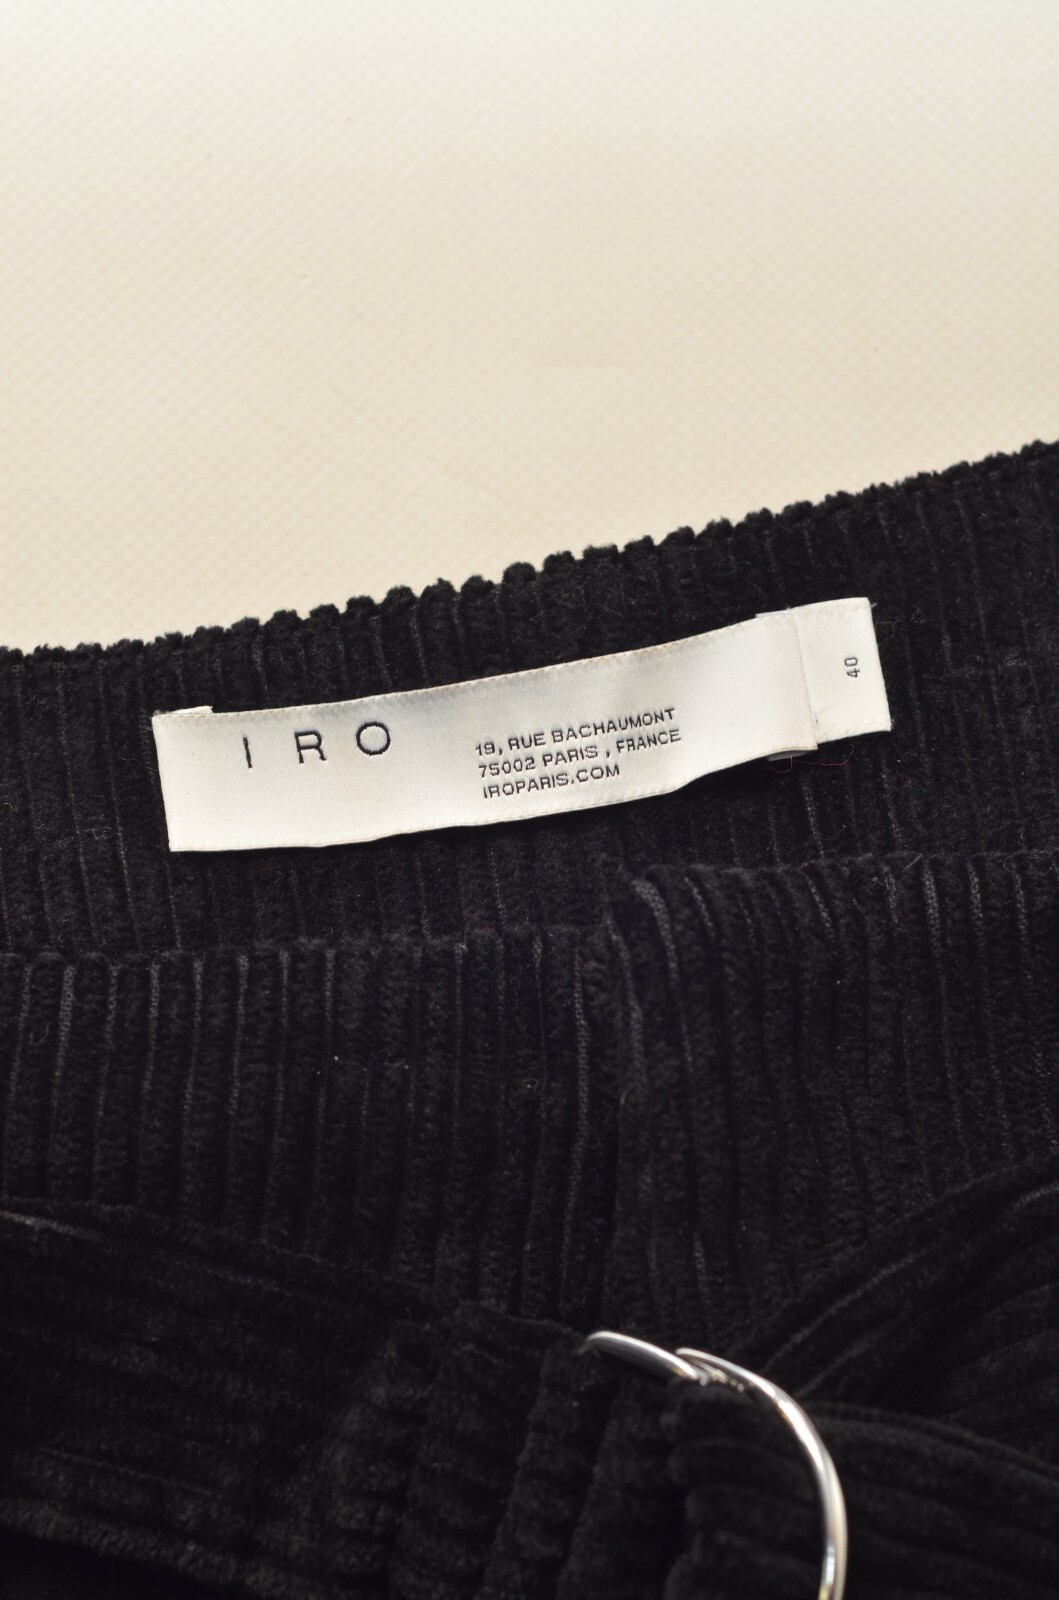 IRO
19, RUE BACHAUMONT
75002 PARIS , FRANCE
IROPARIS.COM
40